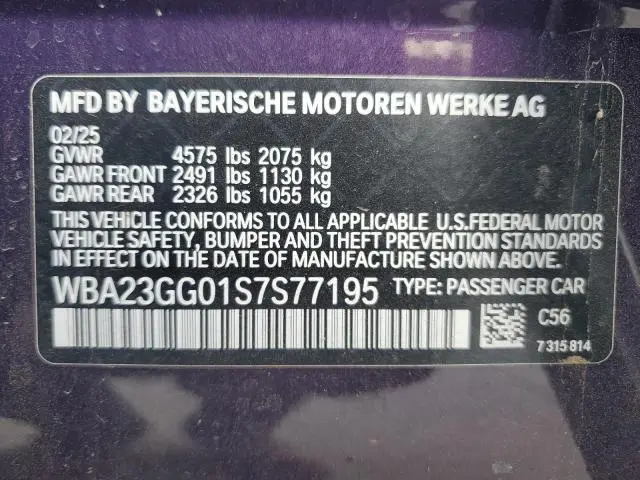 MFD BY BAYERISCHE MOTOREN WERKE AG
02/25
GVWR 4575 lbs 2075 kg
GAWR FRONT 2491 lbs 1130 kg
GAWR REAR 2326 lbs 1055 kg
THIS VEHICLE CONFORMS TO ALL APPLICABLE U.S.FEDERAL MOTOR
VEHICLE SAFETY, BUMPER AND THEFT PREVENTION STANDARDS
IN EFFECT ON THE DATE OF MANUFACTURE SHOWN ABOVE.
WBA23GG01S7S77195 TYPE: PASSENGER CAR
C56
7 315 814